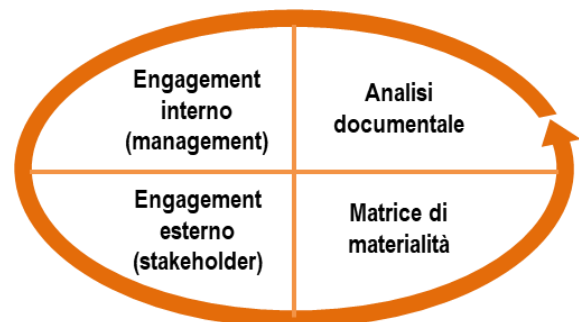 Engagement
interno
(management)
Analisi
documentale
Engagement
esterno
(stakeholder)
Matrice di
materialità